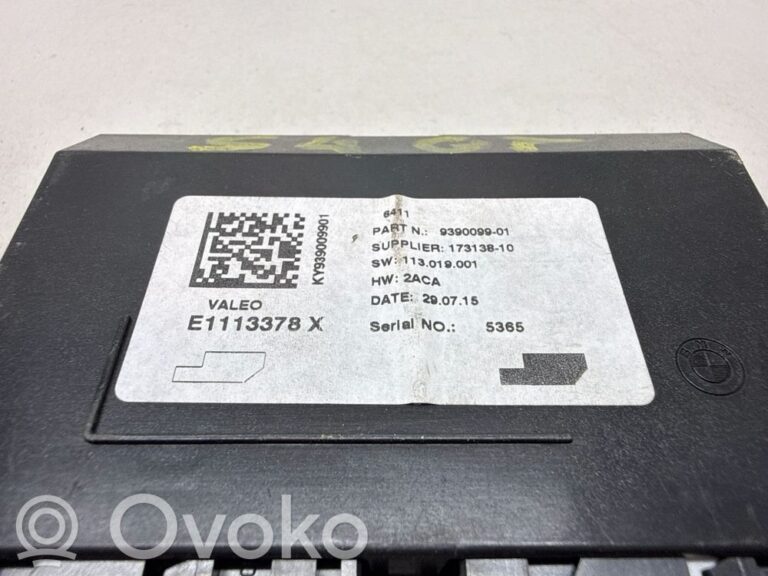 KY939009901
VALEO
E1113378 X
6411
PART N.: 9390099-01
SUPPLIER: 173138-10
SW: 113.019.001
HW: 2ACA
DATE: 29.07.15
Serial NO.: 5365
BMW
Ovoko